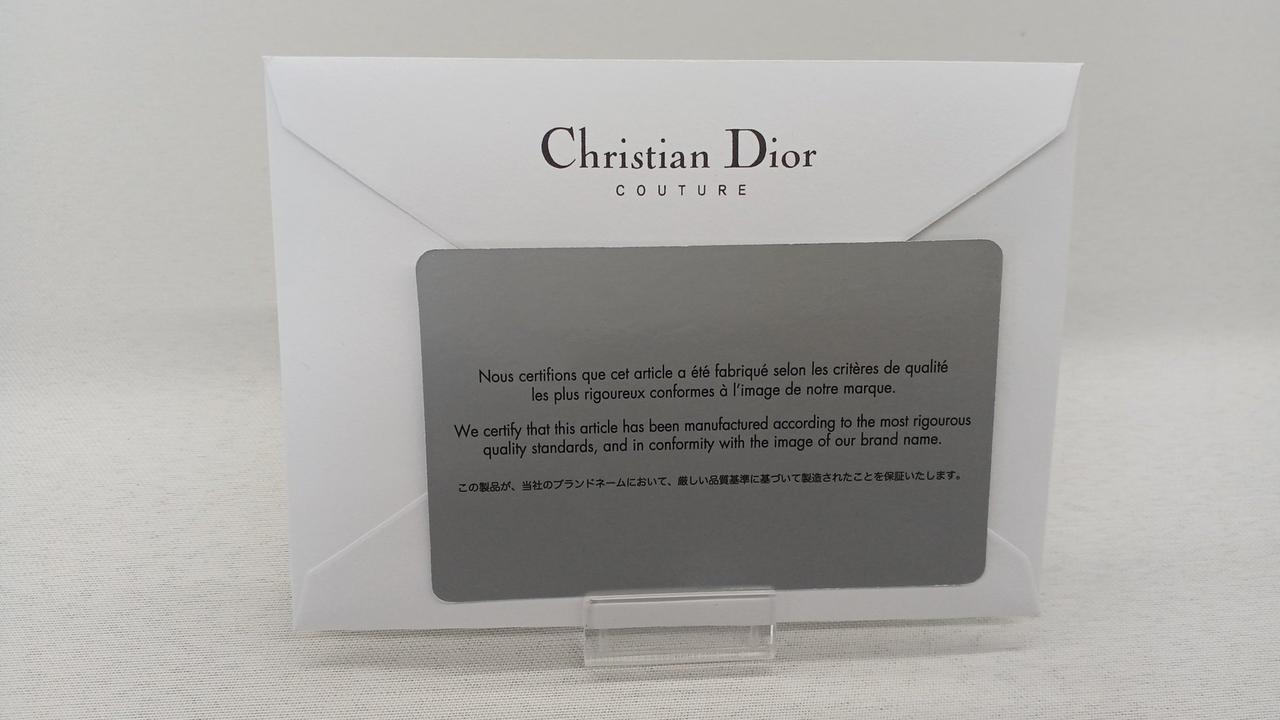 Christian Dior
COUTURE
Nous certifions que cet article a été fabriqué selon les critères de qualité
les plus rigoureux conformes à l'image de notre marque.
We certify that this article has been manufactured according to the most rigourous
quality standards, and in conformity with the image of our brand name.
この製品が、当社のブランドネームにおいて、厳しい品質基準に基づいて製造されたことを保証いたします。